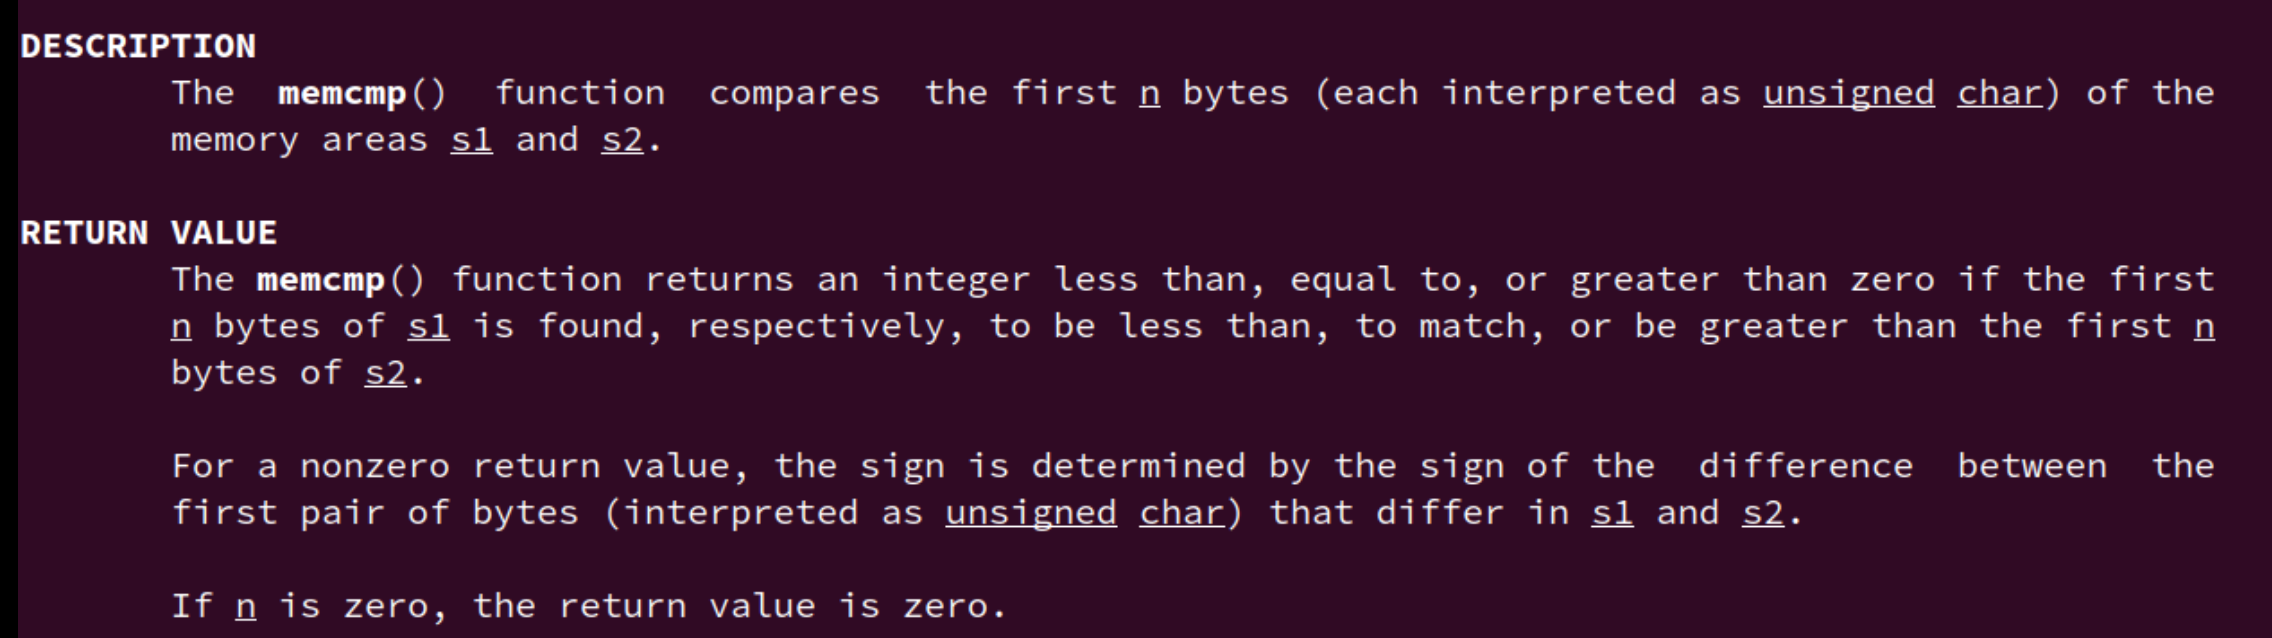 DESCRIPTION
The memcmp() function compares the first n bytes (each interpreted as unsigned char) of the
memory areas s1 and s2.
RETURN VALUE
The memcmp() function returns an integer less than, equal to, or greater than zero if the first
n bytes of s1 is found, respectively, to be less than, to match, or be greater than the first n
bytes of s2.
For a nonzero return value, the sign is determined by the sign of the difference between the
first pair of bytes (interpreted as unsigned char) that differ in s1 and s2.
If n is zero, the return value is zero.